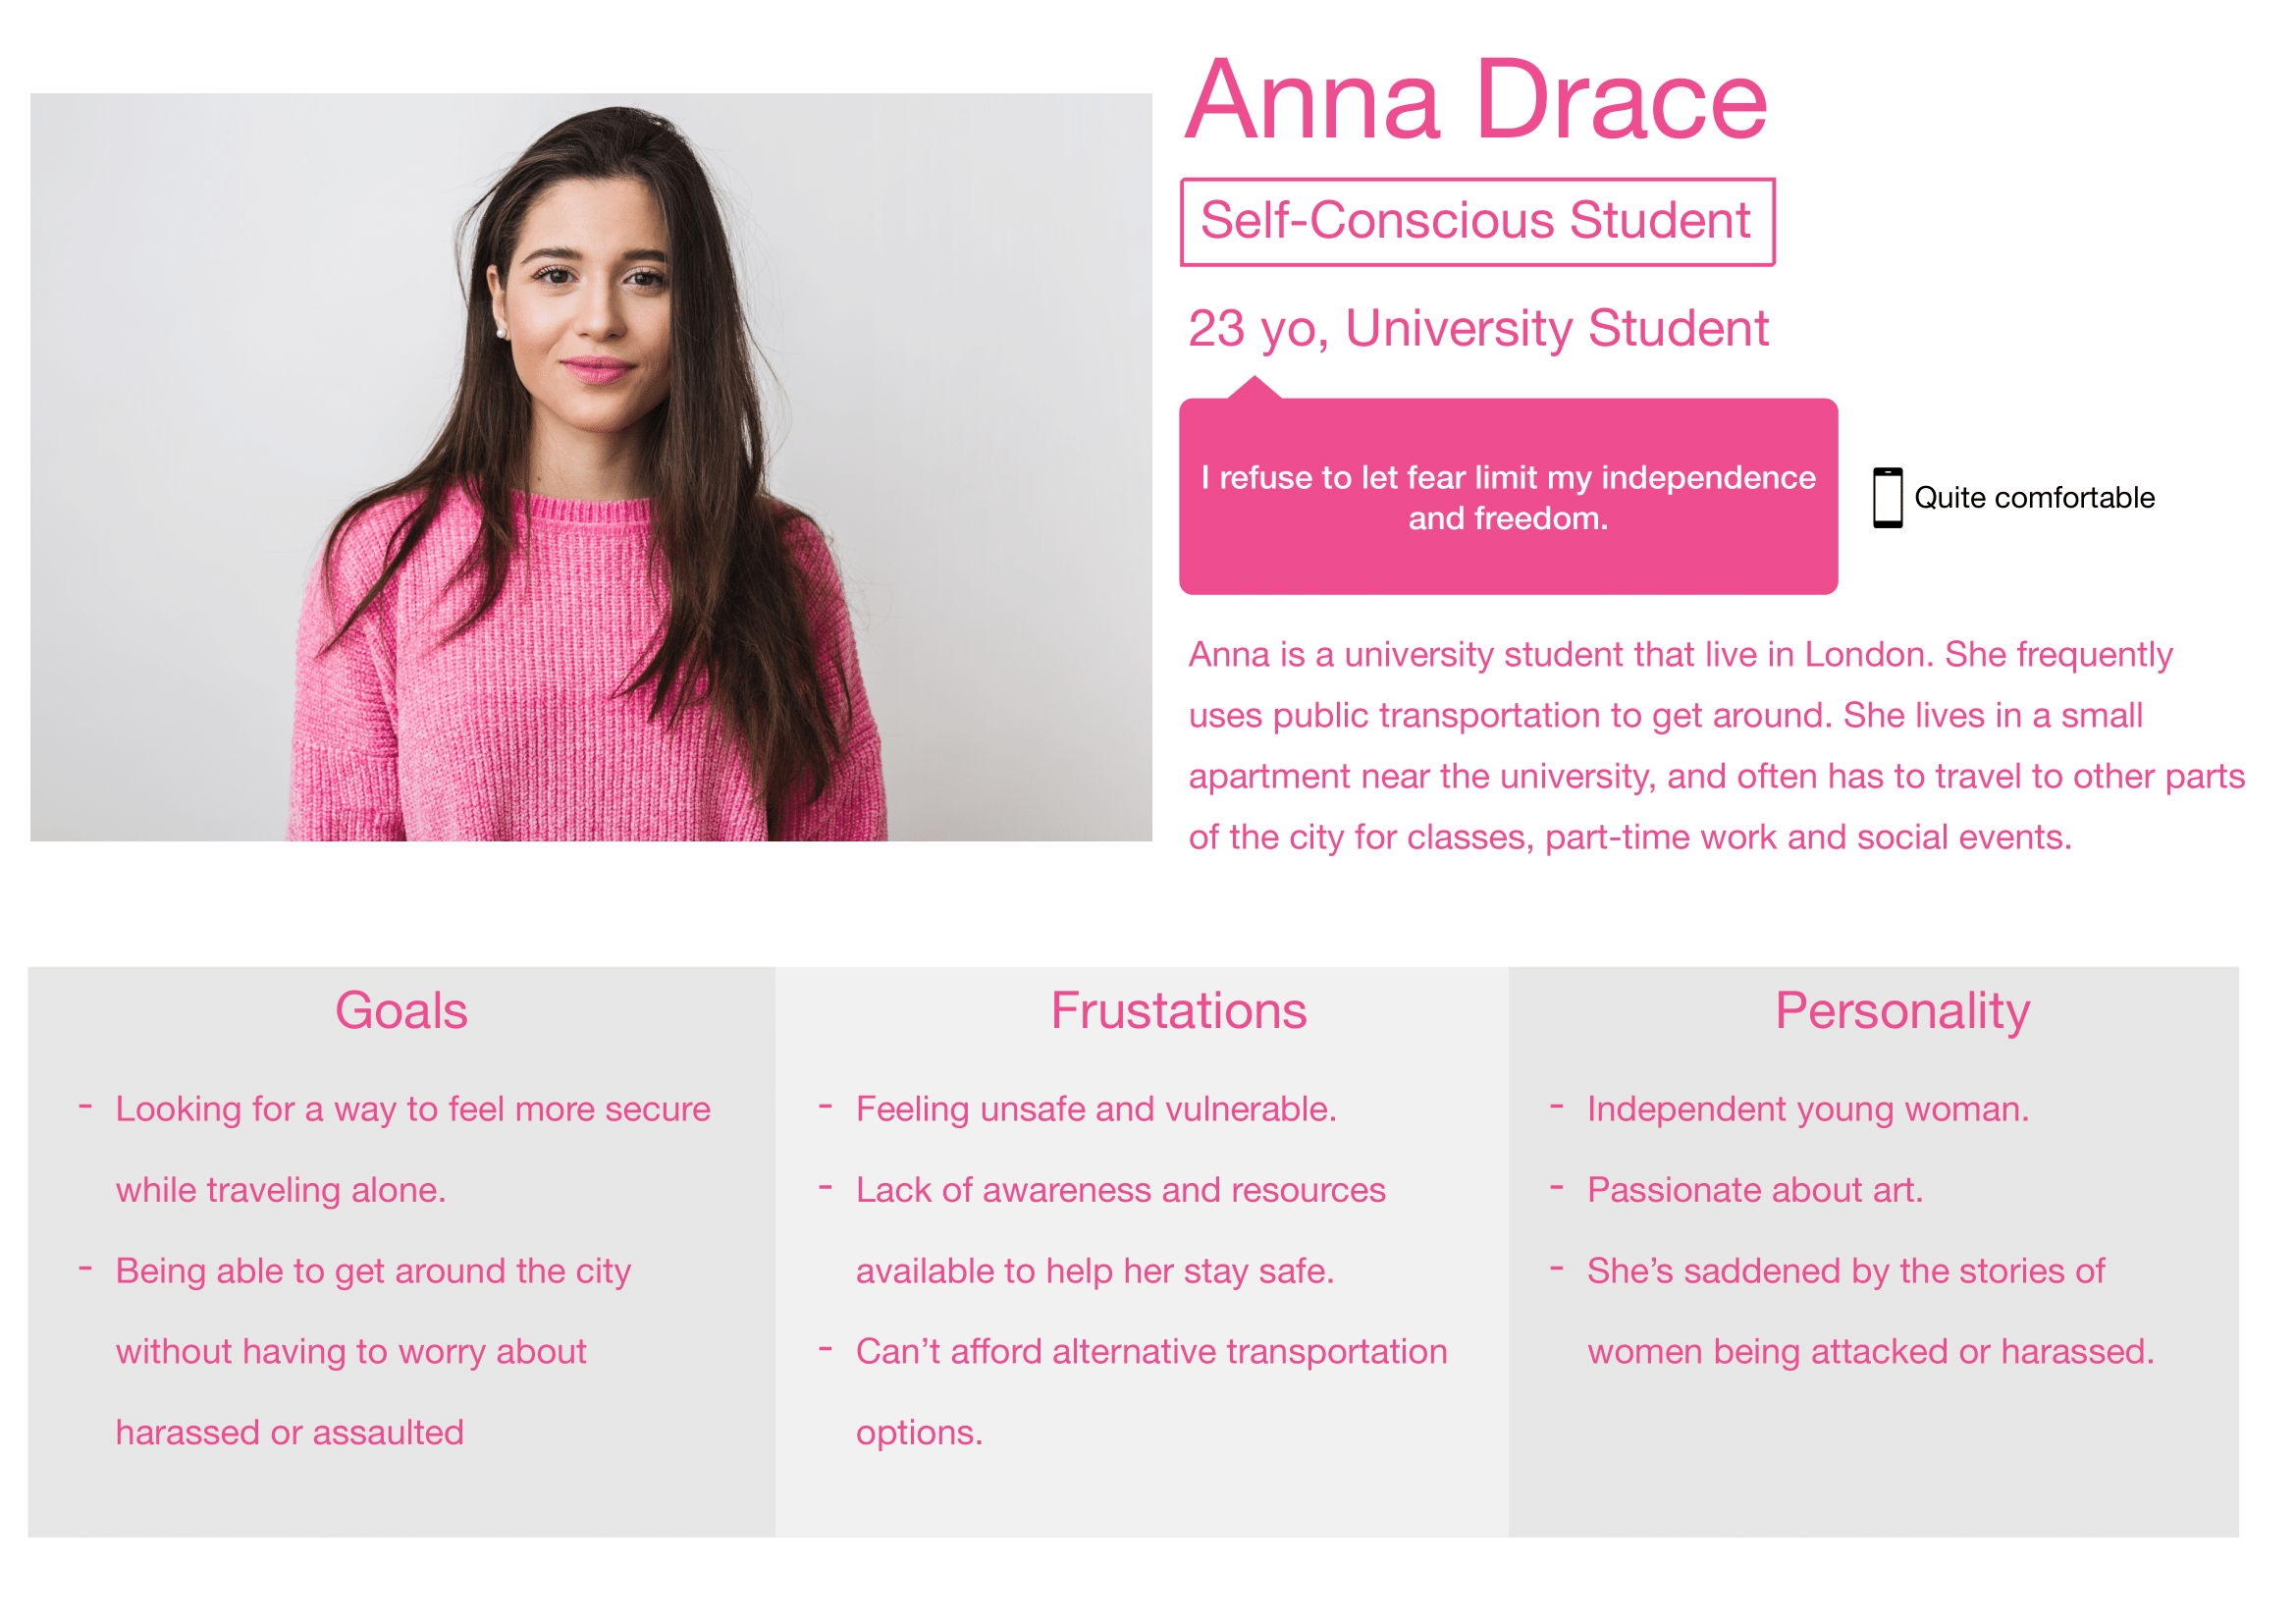 Anna Drace
Self-Conscious Student
23 yo, University Student
I refuse to let fear limit my independence
and freedom.
Quite comfortable
Anna is a university student that live in London. She frequently
uses public transportation to get around. She lives in a small
apartment near the university, and often has to travel to other parts
of the city for classes, part-time work and social events.
Goals
- Looking for a way to feel more secure
while traveling alone.
- Being able to get around the city
without having to worry about
harassed or assaulted
Frustations
- Feeling unsafe and vulnerable.
- Lack of awareness and resources
available to help her stay safe.
- Can’t afford alternative transportation
options.
Personality
- Independent young woman.
- Passionate about art.
- She’s saddened by the stories of
women being attacked or harassed.